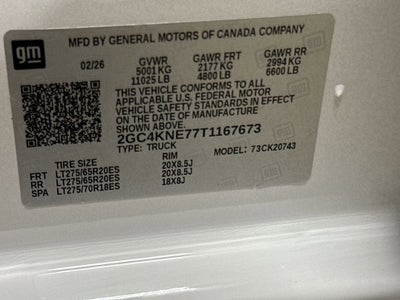 gm
MFD BY GENERAL MOTORS OF CANADA COMPANY
02/26 GVWR GAWR FRT GAWR RR
5001 KG 2177 KG 2994 KG
11025 LB 4800 LB 6600 LB
THIS VEHICLE CONFORMS TO ALL
APPLICABLE U.S. FEDERAL MOTOR
VEHICLE SAFETY STANDARDS IN EFFECT
ON THE DATE OF MANUFACTURE
SHOWN ABOVE.
2GC4KNE77T1167673
TYPE: TRUCK MODEL: 73CK20743
TIRE SIZE RIM
FRT LT275/65R20ES 20X8.5J
RR LT275/65R20ES 20X8.5J
SPA LT275/70R18ES 18X8J